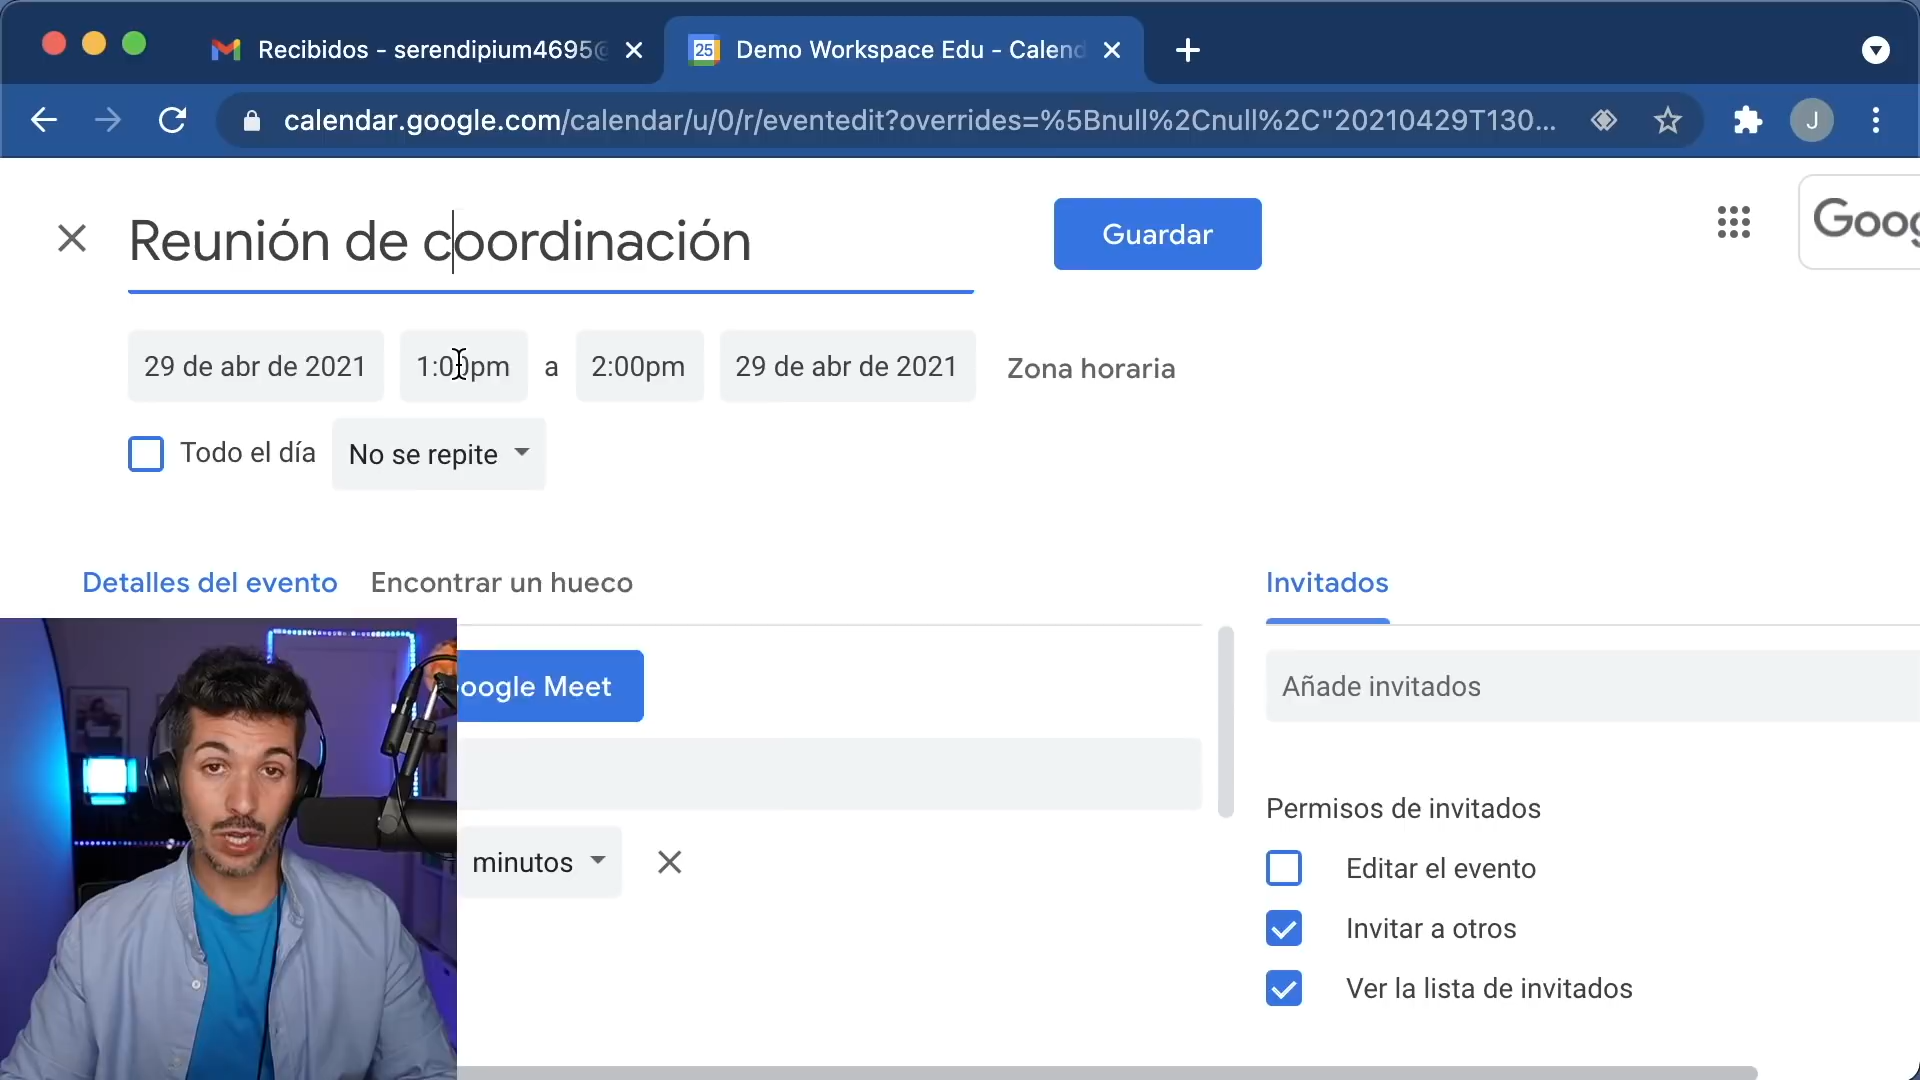 Recibidos - serendipium4695@
Demo Workspace Edu - Calend
calendar.google.com/calendar/u/0/r/eventedit?overrides=%5Bnull%2Cnull%2C"20210429T130...
J
Reunión de coordinación
Guardar
Goog
29 de abr de 2021 1:00pm a 2:00pm 29 de abr de 2021 Zona horaria
Todo el día No se repite
Detalles del evento Encontrar un hueco
Invitados
oogle Meet
Añade invitados
Permisos de invitados
minutos
Editar el evento
Invitar a otros
Ver la lista de invitados